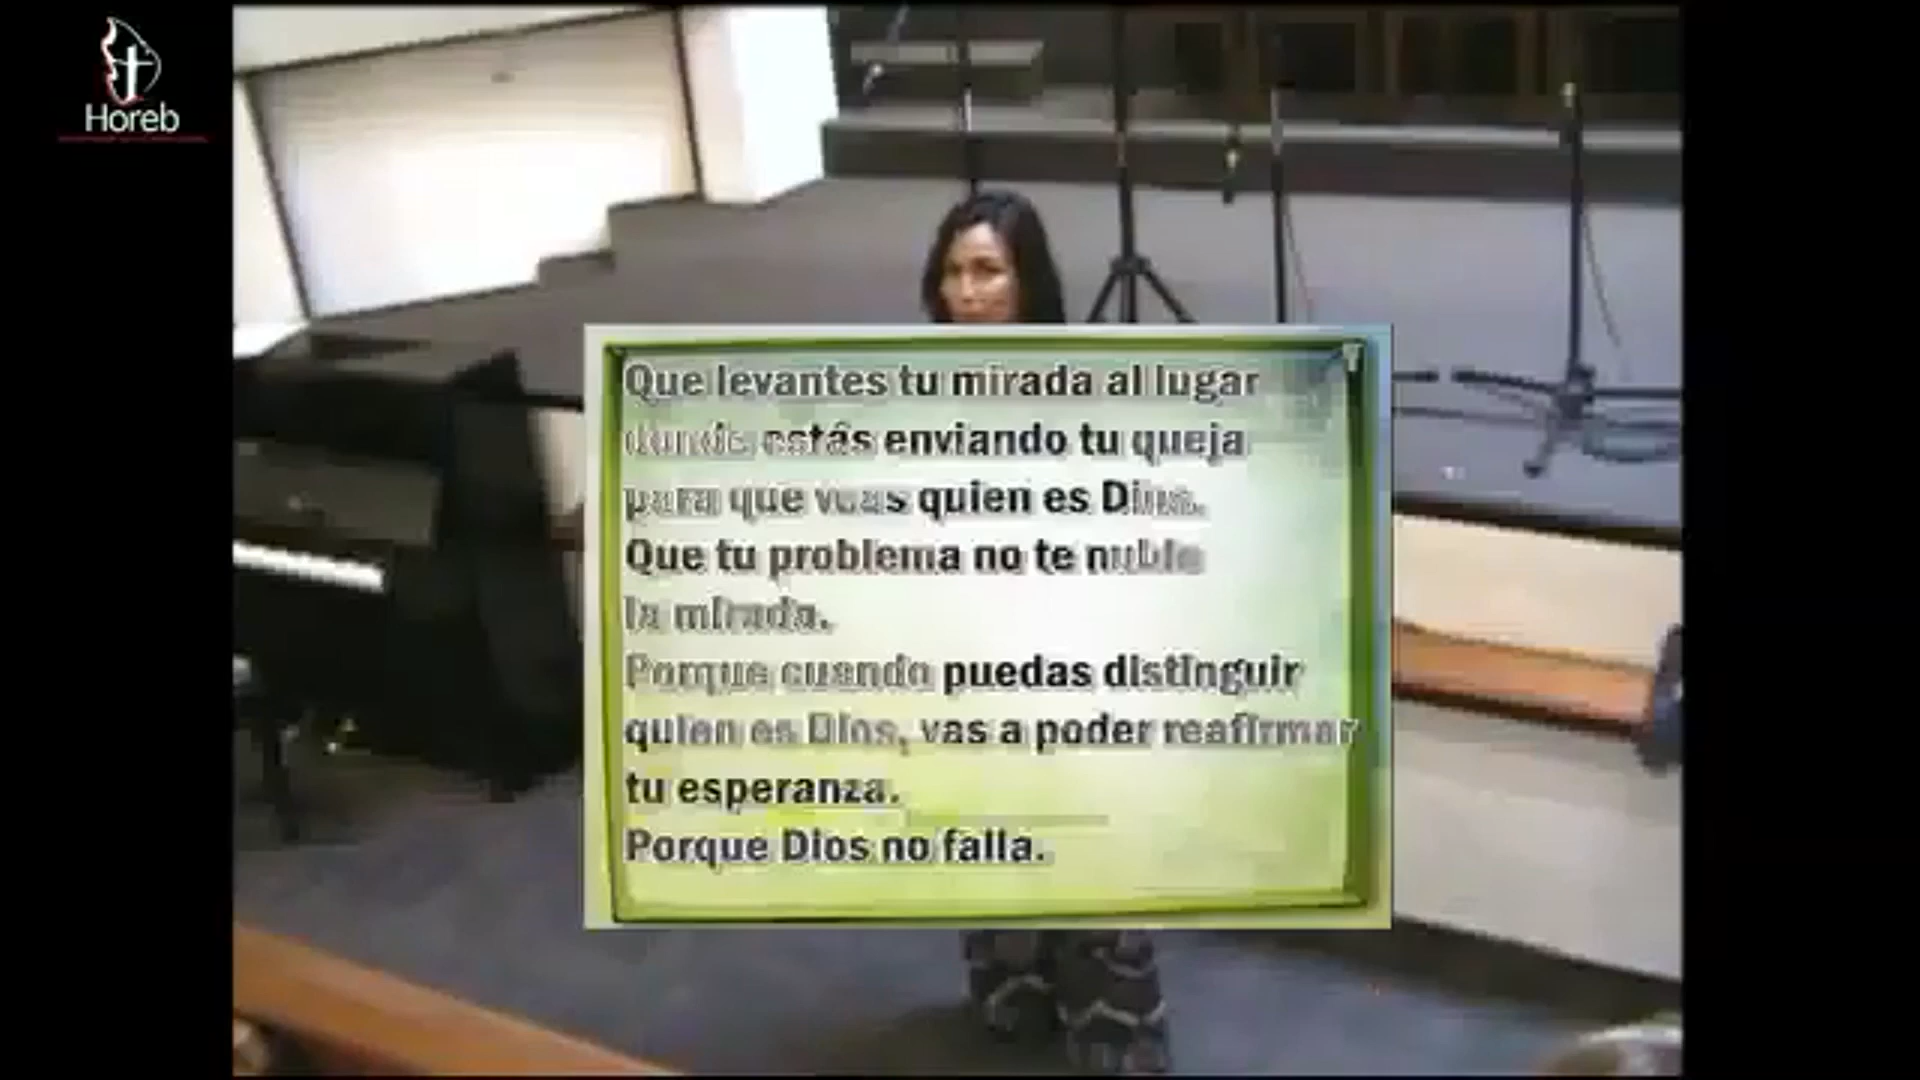 Horeb
Que levantes tu mirada al lugar
donde estás enviando tu queja
para que veas quien es Dios.
Que tu problema no te nuble
la mirada.
Porque cuando puedas distinguir
quien es Dios, vas a poder reafirmar
tu esperanza.
Porque Dios no falla.